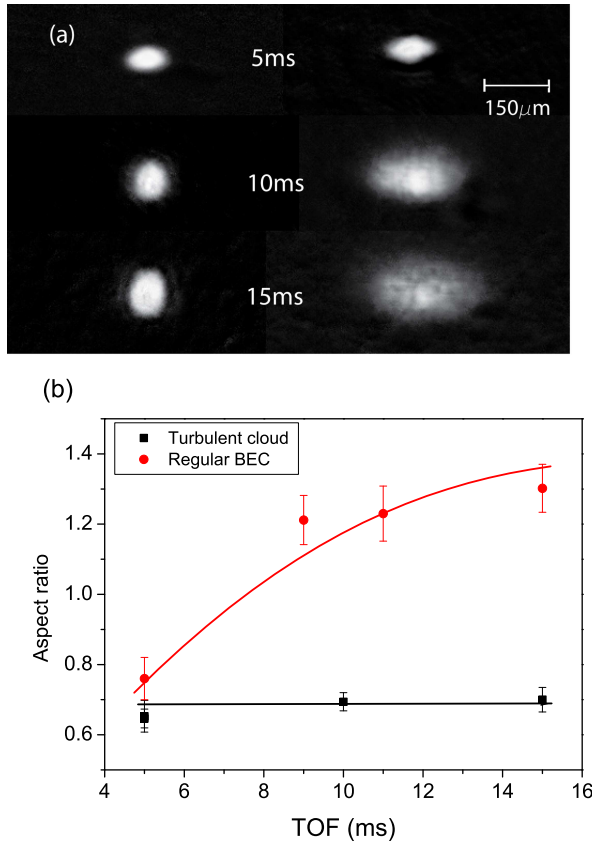 (a)
5ms
150μm
10ms
15ms
(b)
Turbulent cloud
Regular BEC
1.4
1.2
1.0
0.8
0.6
Aspect ratio
4 6 8 10 12 14 16
TOF (ms)